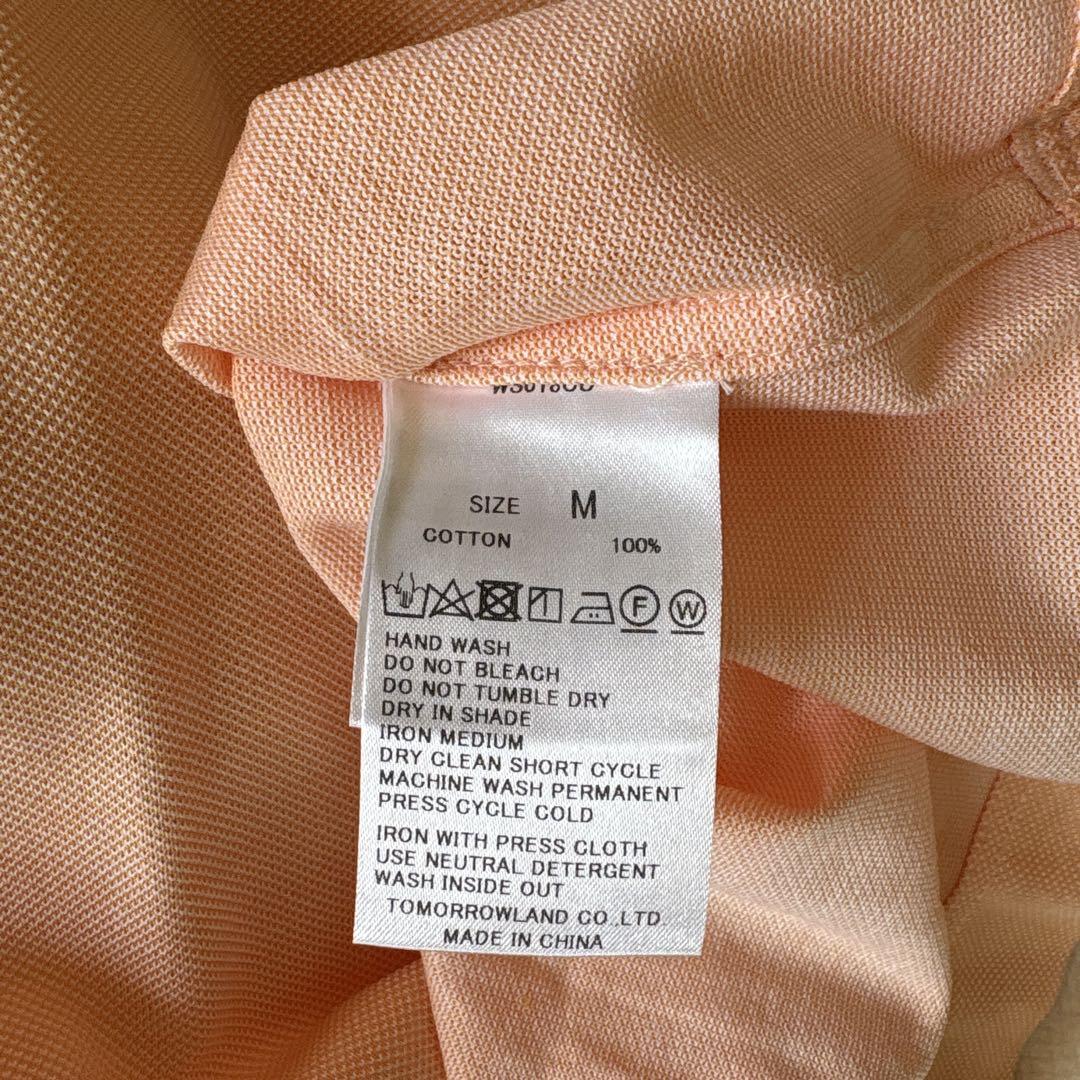 SIZE M
COTTON 100%
F W
HAND WASH
DO NOT BLEACH
DO NOT TUMBLE DRY
DRY IN SHADE
IRON MEDIUM
DRY CLEAN SHORT CYCLE
MACHINE WASH PERMANENT
PRESS CYCLE COLD
IRON WITH PRESS CLOTH
USE NEUTRAL DETERGENT
WASH INSIDE OUT
TOMORROWLAND CO.,LTD.
MADE IN CHINA